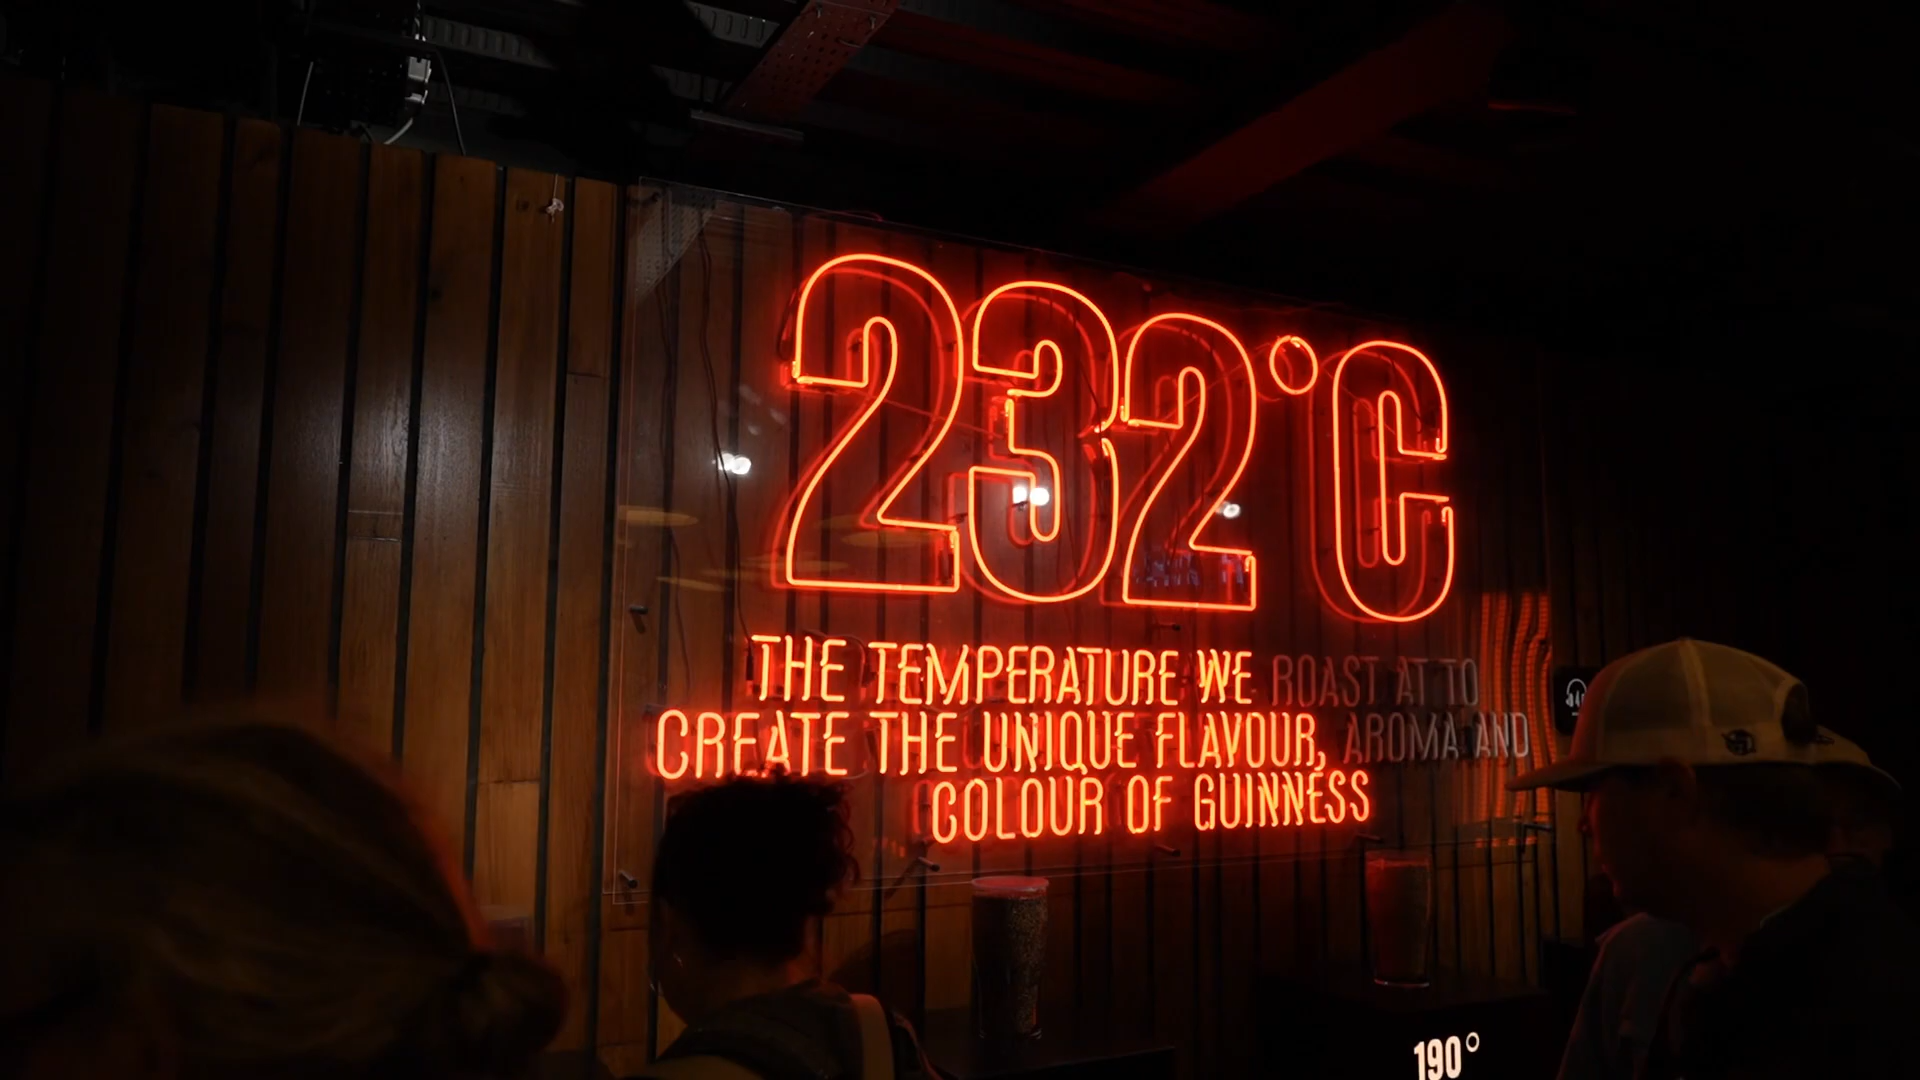 232°C
THE TEMPERATURE WE ROAST AT TO
CREATE THE UNIQUE FLAVOUR, AROMA AND
COLOUR OF GUINNESS
190°